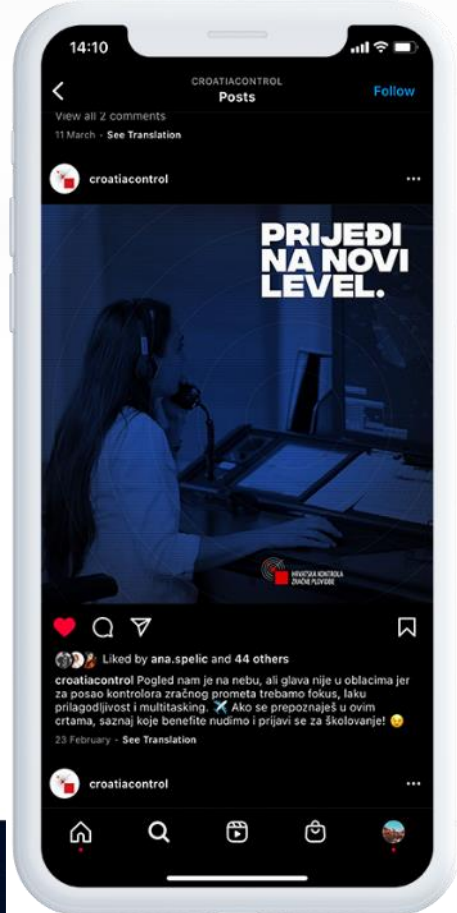 14:10
CROATIACONTROL
Posts
Follow
View all 2 comments
11 March - See Translation
croatiacontrol
PRIJEĐI
NA NOVI
LEVEL.
HRVATSKA KONTROLA
ZRAČNE PLOVIDBE
Liked by ana.spelic and 44 others
croatiacontrol Pogled nam je na nebu, ali glava nije u oblacima jer
za posao kontrolora zračnog prometa trebamo fokus, laku
prilagodljivost i multitasking. ✈️ Ako se prepoznaješ u ovim
crtama, saznaj koje benefite nudimo i prijavi se za školovanje! 😉
23 February - See Translation
croatiacontrol